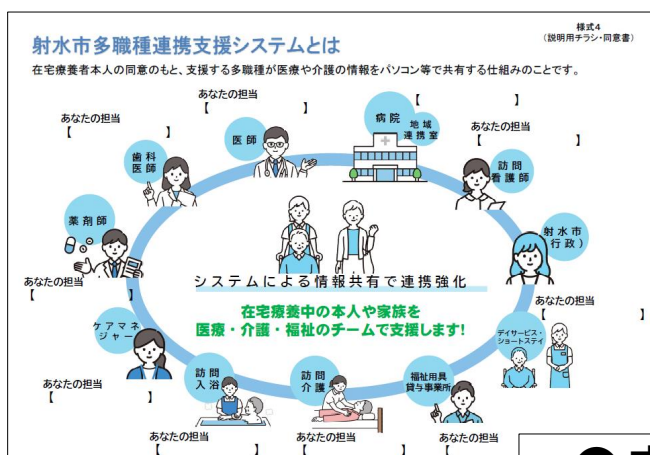 様式4
(説明用チラシ・同意書)
射水市多職種連携支援システムとは
在宅療養者本人の同意のもと、支援する多職種が医療や介護の情報をパソコン等で共有する仕組みのことです。
あなたの担当
【 】
医師
病院
地域
連携室
【 】
あなたの担当
【 】
歯科
医師
あなたの担当
【 】
訪問
看護師
薬剤師
射水市
(行政)
システムによる情報共有で連携強化
在宅療養中の本人や家族を
医療・介護・福祉のチームで支援します!
あなたの担当
【 】
あなたの担当
【 】
ケアマネ
ジャー
デイサービス・
ショートステイ
訪問
入浴
訪問
介護
福祉用具
貸与事業所
あなたの担当
【 】
あなたの担当
【 】
あなたの担当
【 】
あなたの担当
【